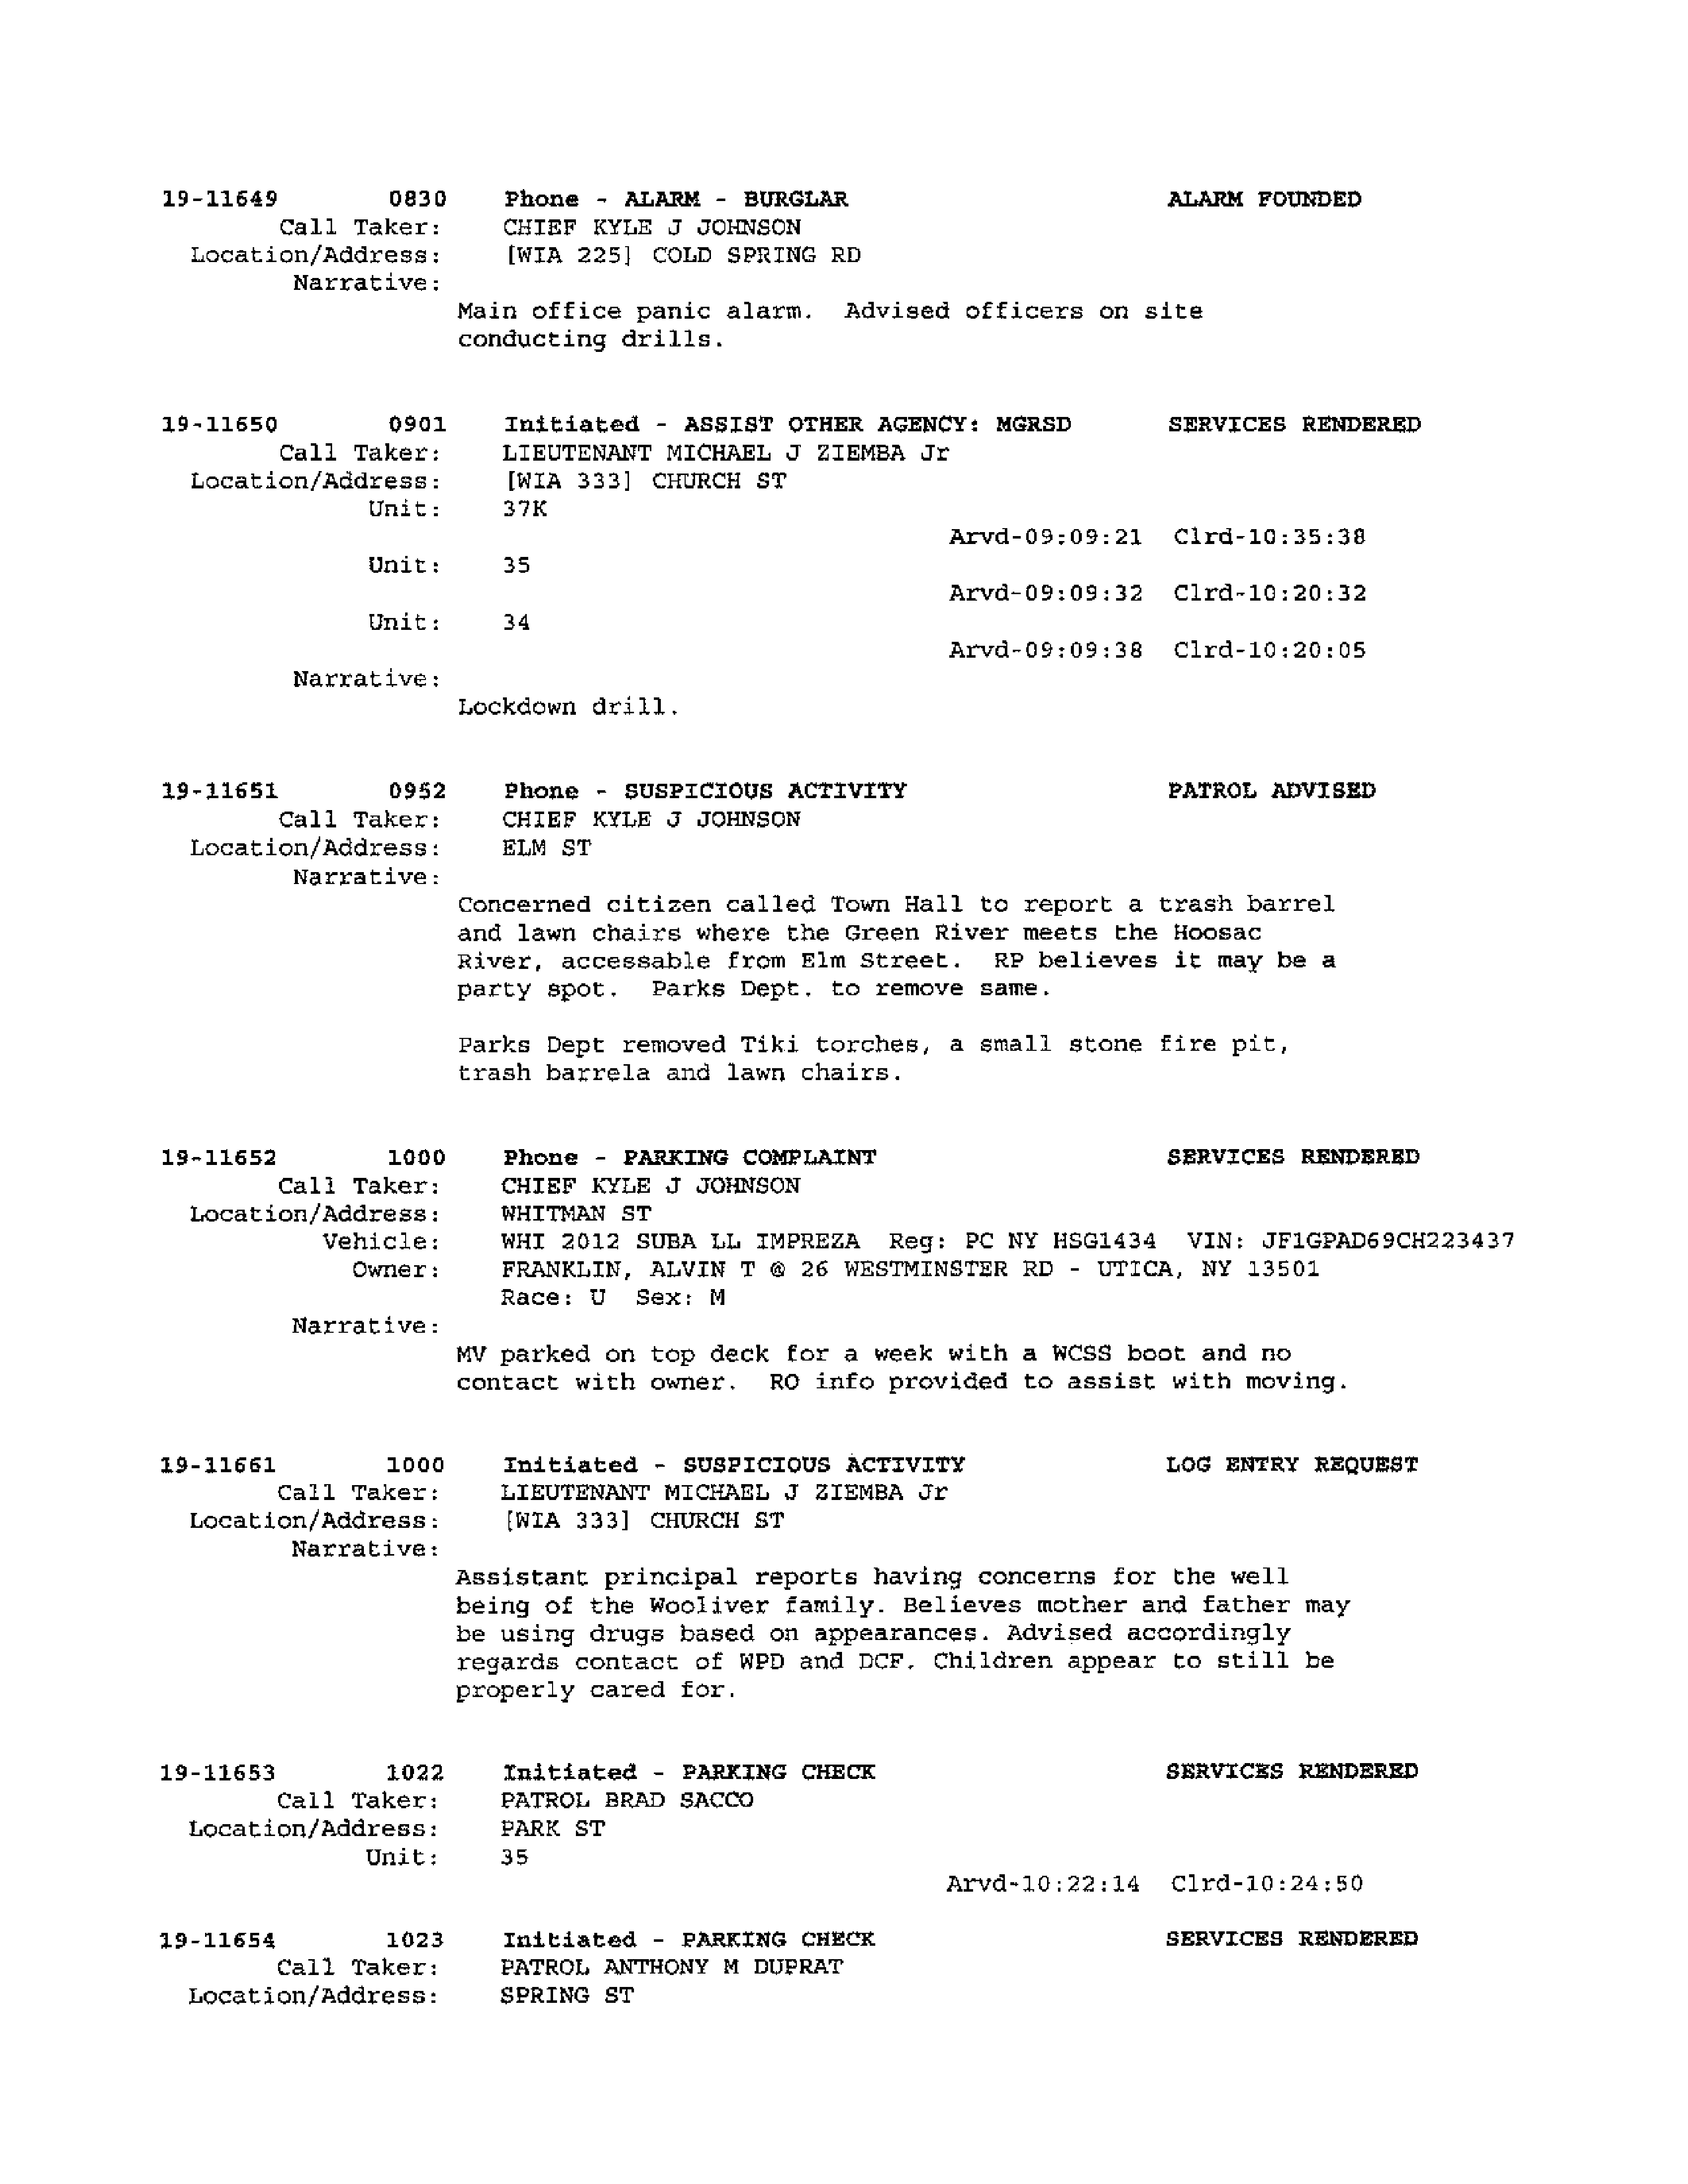 19-11649 0830 Phone - ALARM - BURGLAR ALARM FOUNDED
Call Taker: CHIEF KYLE J JOHNSON
Location/Address: [WIA 225] COLD SPRING RD
Narrative:
Main office panic alarm. Advised officers on site
conducting drills.
19-11650 0901 Initiated - ASSIST OTHER AGENCY: MGRSD SERVICES RENDERED
Call Taker: LIEUTENANT MICHAEL J ZIEMBA Jr
Location/Address: [WIA 333] CHURCH ST
Unit: 37K
Arvd-09:09:21 Clrd-10:35:38
Unit: 35
Arvd-09:09:32 Clrd-10:20:32
Unit: 34
Arvd-09:09:38 Clrd-10:20:05
Narrative:
Lockdown drill.
19-11651 0952 Phone - SUSPICIOUS ACTIVITY PATROL ADVISED
Call Taker: CHIEF KYLE J JOHNSON
Location/Address: ELM ST
Narrative:
Concerned citizen called Town Hall to report a trash barrel
and lawn chairs where the Green River meets the Hoosac
River, accessable from Elm Street. RP believes it may be a
party spot. Parks Dept. to remove same.
Parks Dept removed Tiki torches, a small stone fire pit,
trash barrela and lawn chairs.
19-11652 1000 Phone - PARKING COMPLAINT SERVICES RENDERED
Call Taker: CHIEF KYLE J JOHNSON
Location/Address: WHITMAN ST
Vehicle: WHI 2012 SUBA LL IMPREZA Reg: PC NY HSG1434 VIN: JF1GPAD69CH223437
Owner: FRANKLIN, ALVIN T @ 26 WESTMINSTER RD - UTICA, NY 13501
Race: U Sex: M
Narrative:
MV parked on top deck for a week with a WCSS boot and no
contact with owner. RO info provided to assist with moving.
19-11661 1000 Initiated - SUSPICIOUS ACTIVITY LOG ENTRY REQUEST
Call Taker: LIEUTENANT MICHAEL J ZIEMBA Jr
Location/Address: [WIA 333] CHURCH ST
Narrative:
Assistant principal reports having concerns for the well
being of the Wooliver family. Believes mother and father may
be using drugs based on appearances. Advised accordingly
regards contact of WPD and DCF. Children appear to still be
properly cared for.
19-11653 1022 Initiated - PARKING CHECK SERVICES RENDERED
Call Taker: PATROL BRAD SACCO
Location/Address: PARK ST
Unit: 35
Arvd-10:22:14 Clrd-10:24:50
19-11654 1023 Initiated - PARKING CHECK SERVICES RENDERED
Call Taker: PATROL ANTHONY M DUPRAT
Location/Address: SPRING ST